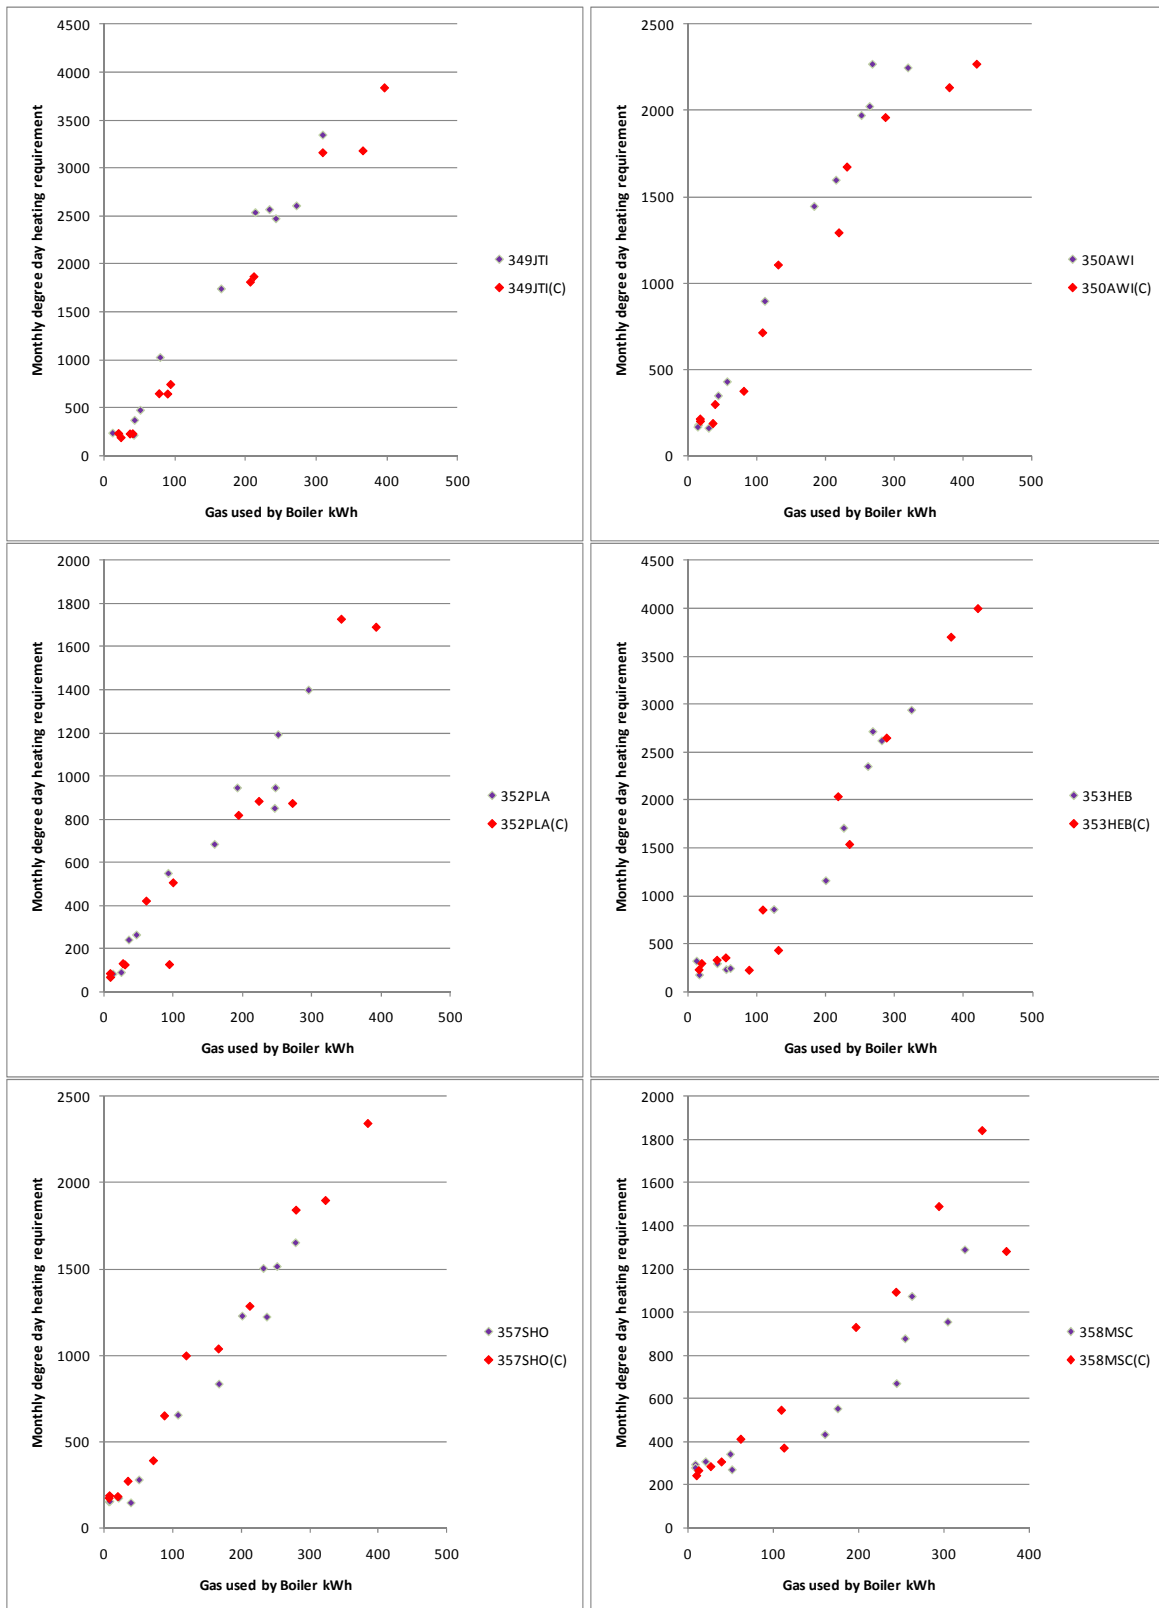 4500
4000
3500
3000
2500
2000
1500
1000
500
0
0 100 200 300 400 500
Monthly degree day heating requirement
Gas used by Boiler kWh
349JTI
349JTI(C)
2500
2000
1500
1000
500
0
0 100 200 300 400 500
Monthly degree day heating requirement
Gas used by Boiler kWh
350AWI
350AWI(C)
2000
1800
1600
1400
1200
1000
800
600
400
200
0
0 100 200 300 400 500
Monthly degree day heating requirement
Gas used by Boiler kWh
352PLA
352PLA(C)
4500
4000
3500
3000
2500
2000
1500
1000
500
0
0 100 200 300 400 500
Monthly degree day heating requirement
Gas used by Boiler kWh
353HEB
353HEB(C)
2500
2000
1500
1000
500
0
0 100 200 300 400 500
Monthly degree day heating requirement
Gas used by Boiler kWh
357SHO
357SHO(C)
2000
1800
1600
1400
1200
1000
800
600
400
200
0
0 100 200 300 400
Monthly degree day heating requirement
Gas used by Boiler kWh
358MSC
358MSC(C)